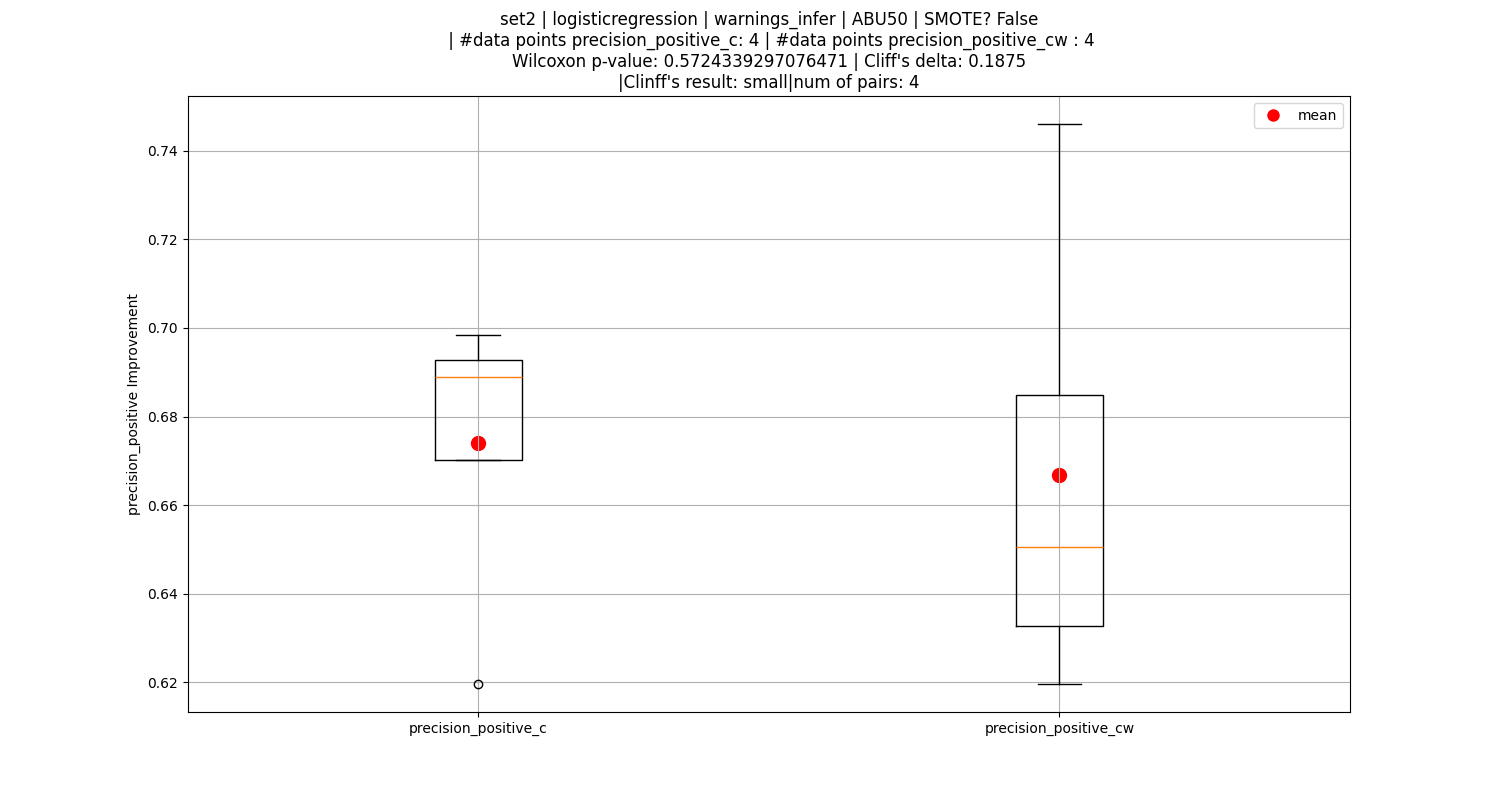 set2 | logisticregression | warnings_infer | ABU50 | SMOTE? False
| #data points precision_positive_c: 4 | #data points precision_positive_cw : 4
Wilcoxon p-value: 0.5724339297076471 | Cliff's delta: 0.1875
|Clinff's result: small|num of pairs: 4
mean
0.74
0.72
0.70
0.68
0.66
0.64
0.62
precision_positive Improvement
precision_positive_c
precision_positive_cw